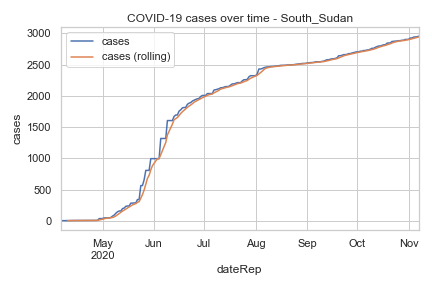 COVID-19 cases over time - South_Sudan
cases
cases (rolling)
cases
3000
2500
2000
1500
1000
500
0
May Jun Jul Aug Sep Oct Nov
2020
dateRep